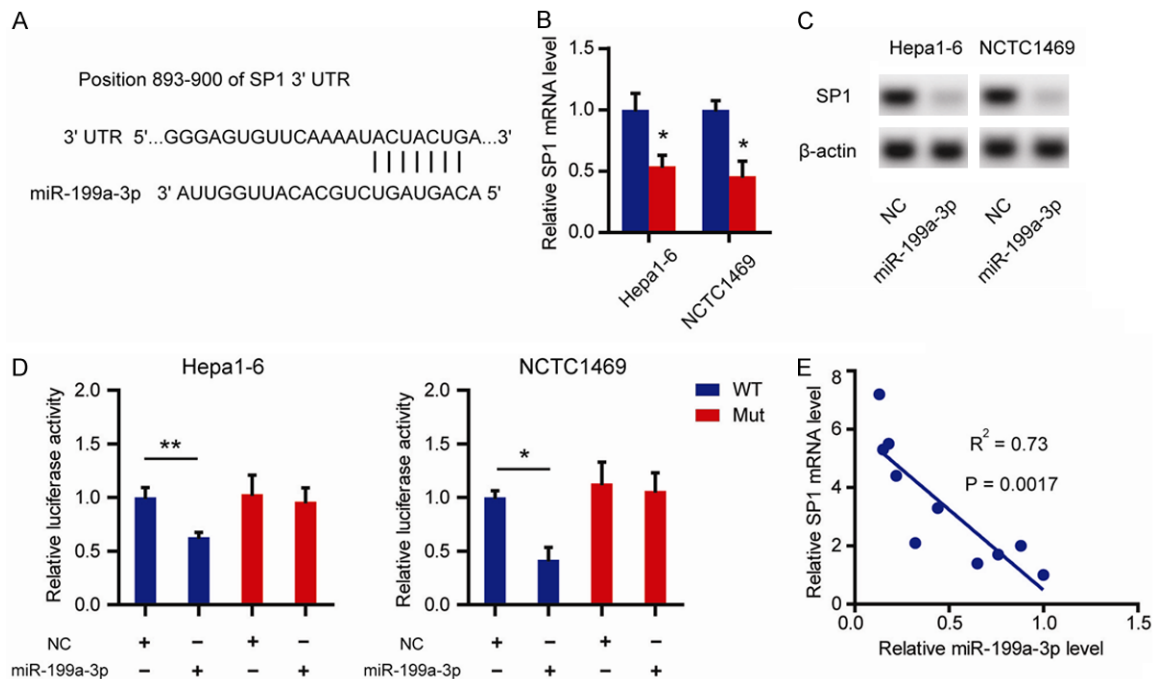 A
Position 893-900 of SP1 3' UTR
3' UTR 5'...GGGAGUGUUCAAAAUACUACUGA...3'
miR-199a-3p 3' AUUGGUUACACGUCUGAUGACA 5'
B
Relative SP1 mRNA level
1.5
1.0
0.5
0.0
*
*
Hepa1-6
NCTC1469
C
Hepa1-6 NCTC1469
SP1
β-actin
NC
miR-199a-3p
NC
miR-199a-3p
D
Hepa1-6
Relative luciferase activity
2.0
1.5
1.0
0.5
0.0
**
NC + – + –
miR-199a-3p – + – +
NCTC1469
Relative luciferase activity
2.0
1.5
1.0
0.5
0.0
*
NC + – + –
miR-199a-3p – + – +
WT
Mut
E
Relative SP1 mRNA level
8
6
4
2
0
R² = 0.73
P = 0.0017
0.0 0.5 1.0 1.5
Relative miR-199a-3p level